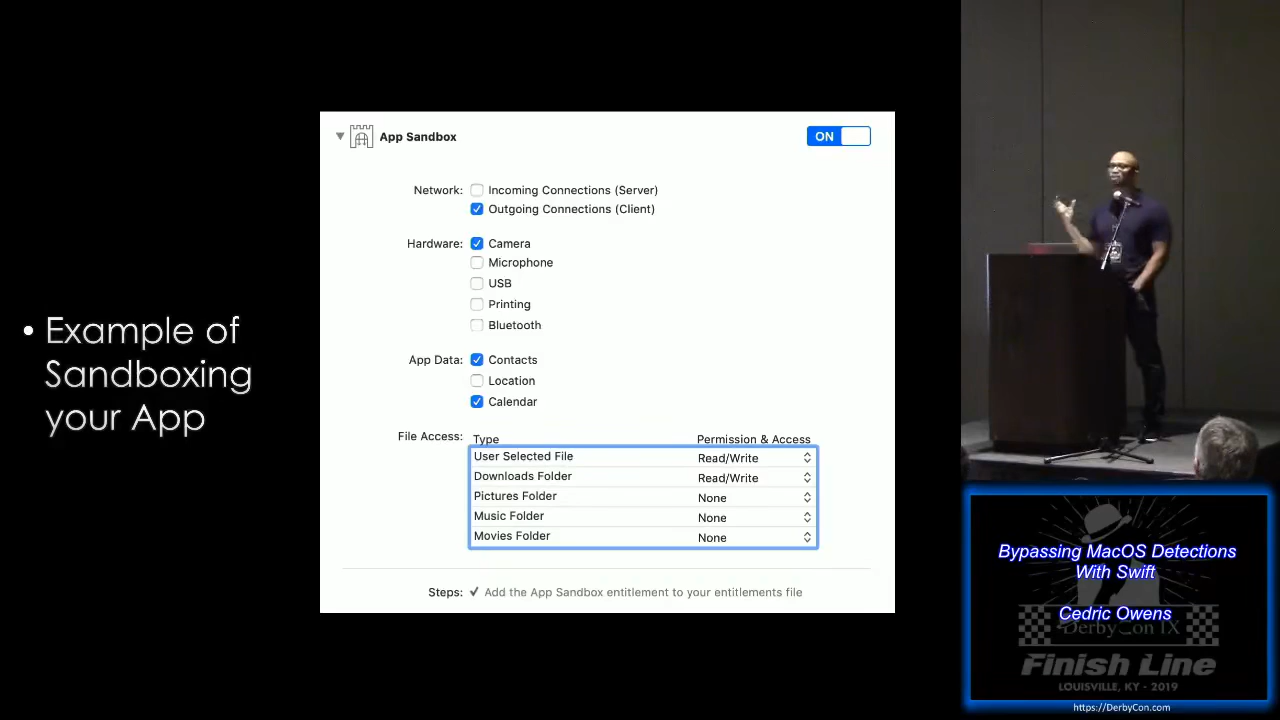 • Example of
Sandboxing
your App
App Sandbox
ON
Network:
Incoming Connections (Server)
Outgoing Connections (Client)
Hardware:
Camera
Microphone
USB
Printing
Bluetooth
App Data:
Contacts
Location
Calendar
File Access:
Type Permission & Access
User Selected File Read/Write
Downloads Folder Read/Write
Pictures Folder None
Music Folder None
Movies Folder None
Steps: ✓ Add the App Sandbox entitlement to your entitlements file
Bypassing MacOS Detections
With Swift
Cedric Owens
DerbyCon IX
Finish Line
LOUISVILLE, KY - 2019
https://DerbyCon.com